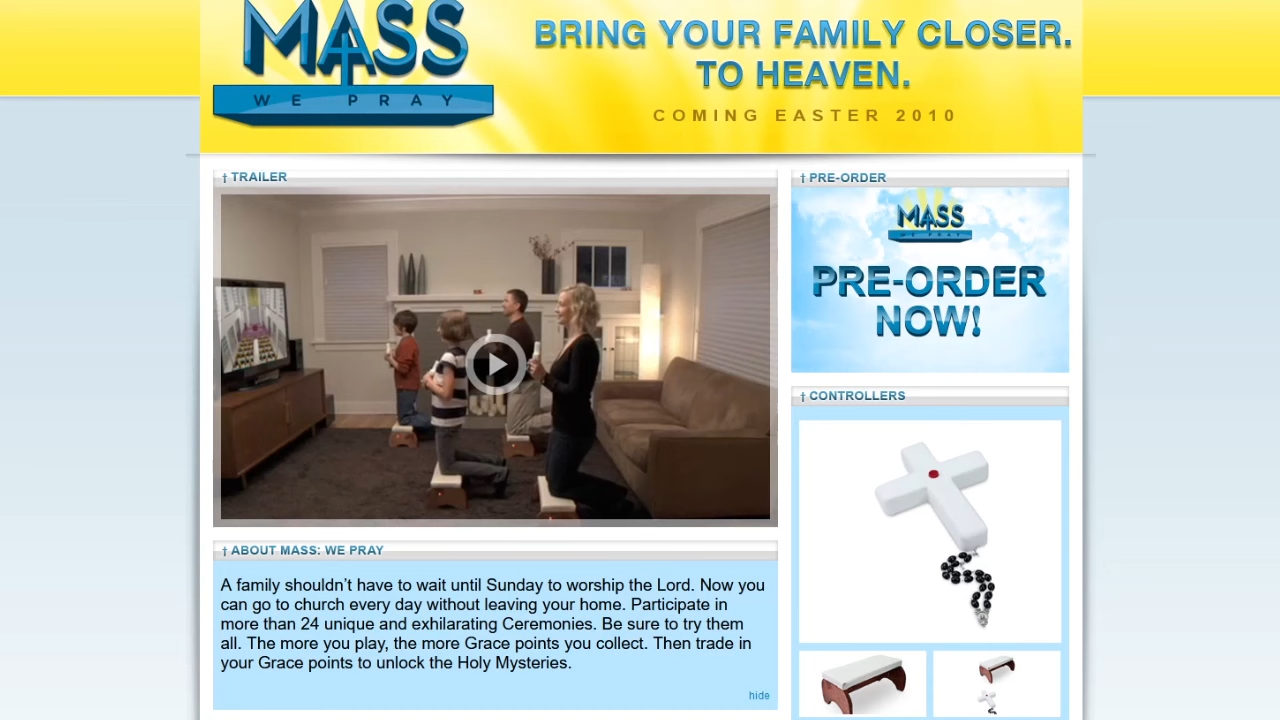 MASS
WE PRAY
BRING YOUR FAMILY CLOSER.
TO HEAVEN.
COMING EASTER 2010
† TRAILER
† PRE-ORDER
MASS
WE PRAY
PRE-ORDER
NOW!
† CONTROLLERS
† ABOUT MASS: WE PRAY
A family shouldn't have to wait until Sunday to worship the Lord. Now you
can go to church every day without leaving your home. Participate in
more than 24 unique and exhilarating Ceremonies. Be sure to try them
all. The more you play, the more Grace points you collect. Then trade in
your Grace points to unlock the Holy Mysteries.
hide